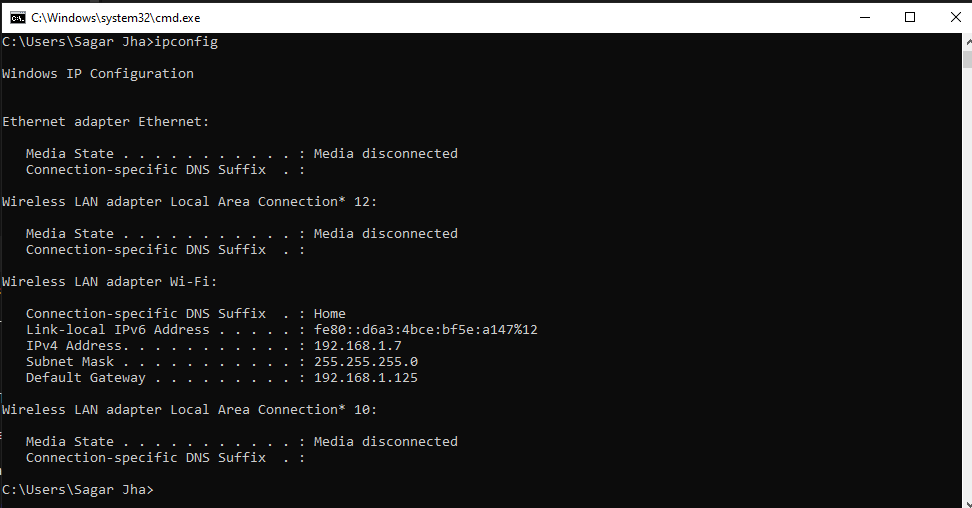 C:\Windows\system32\cmd.exe
C:\Users\Sagar Jha>ipconfig
Windows IP Configuration
Ethernet adapter Ethernet:
   Media State . . . . . . . . . . . : Media disconnected
   Connection-specific DNS Suffix  . :
Wireless LAN adapter Local Area Connection* 12:
   Media State . . . . . . . . . . . : Media disconnected
   Connection-specific DNS Suffix  . :
Wireless LAN adapter Wi-Fi:
   Connection-specific DNS Suffix  . : Home
   Link-local IPv6 Address . . . . . : fe80::d6a3:4bce:bf5e:a147%12
   IPv4 Address. . . . . . . . . . . : 192.168.1.7
   Subnet Mask . . . . . . . . . . . : 255.255.255.0
   Default Gateway . . . . . . . . . : 192.168.1.125
Wireless LAN adapter Local Area Connection* 10:
   Media State . . . . . . . . . . . : Media disconnected
   Connection-specific DNS Suffix  . :
C:\Users\Sagar Jha>